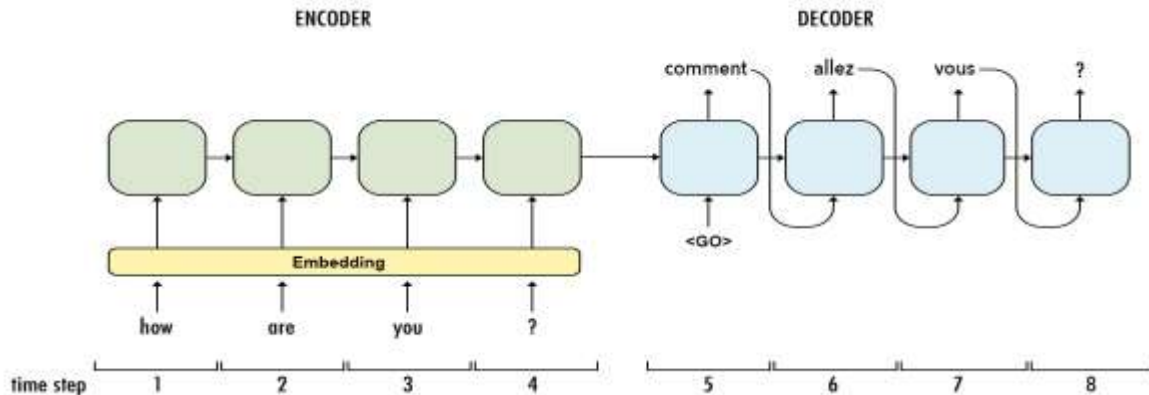 ENCODER DECODER
comment allez vous ?
<GO>
Embedding
how are you ?
time step 1 2 3 4 5 6 7 8